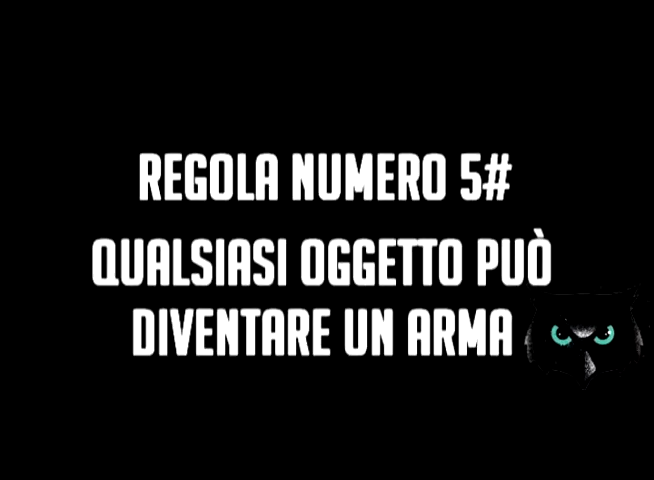 REGOLA NUMERO 5#
QUALSIASI OGGETTO PUÒ
DIVENTARE UN ARMA